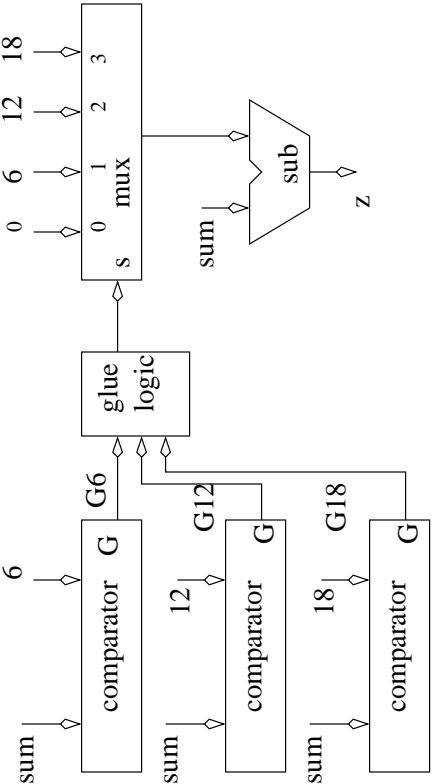 sum
6
comparator
G
G6
sum
12
comparator
G
G12
sum
18
comparator
G
G18
glue
logic
0
6
12
18
0
1
2
3
s
mux
sum
sub
z